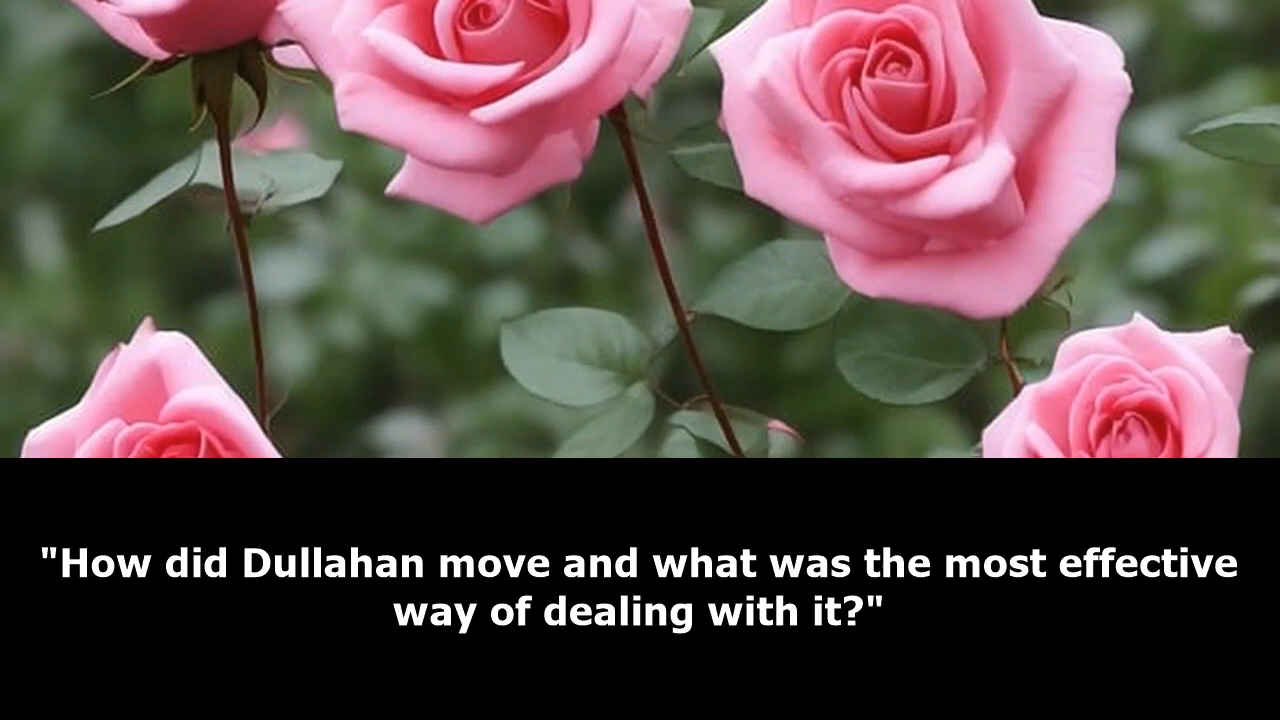 "How did Dullahan move and what was the most effective
way of dealing with it?"